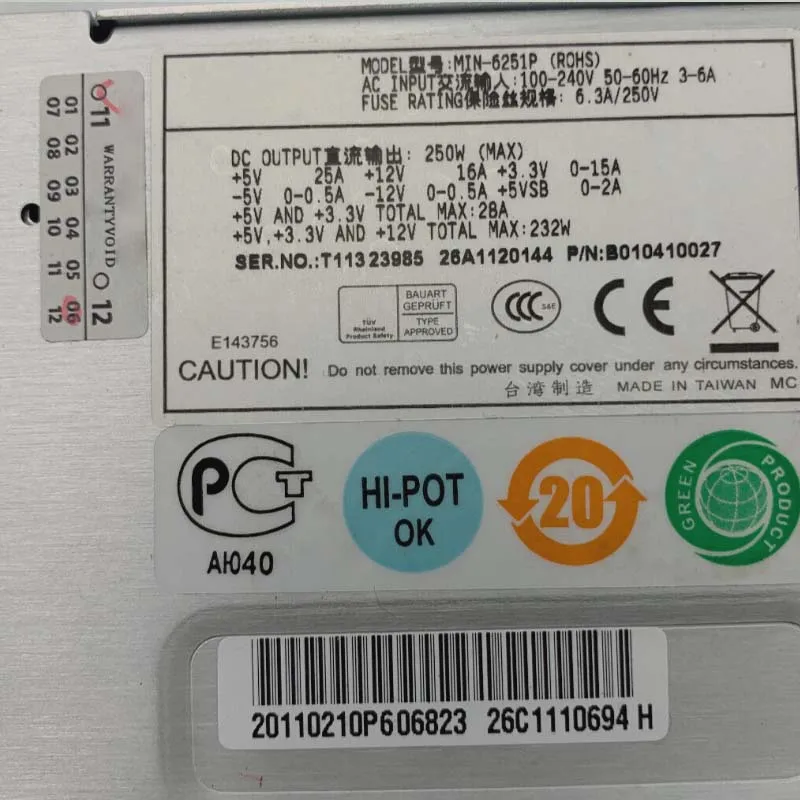 MODEL型号:MIN-6251P (ROHS)
AC INPUT交流输入:100-240V 50-60Hz 3-6A
FUSE RATING保险丝规格: 6.3A/250V
DC OUTPUT直流输出: 250W (MAX)
+5V 25A +12V 16A +3.3V 0-15A
-5V 0-0.5A -12V 0-0.5A +5VSB 0-2A
+5V AND +3.3V TOTAL MAX:28A
+5V,+3.3V AND +12V TOTAL MAX:232W
SER.NO.:T11323985 26A1120144 P/N:B010410027
TÜV
Rheinland
Product Safety
BAUART
GEPRÜFT
TYPE
APPROVED
CCC S&E
CE
E143756
CAUTION! Do not remove this power supply cover under any circumstances.
台湾制造 MADE IN TAIWAN MC
11 12
WARRANTYVOID
01 02 03 04 05 06
07 08 09 10 11 12
PCT
АЮ40
HI-POT
OK
20
GREEN PRODUCT
20110210P606823 26C1110694 H